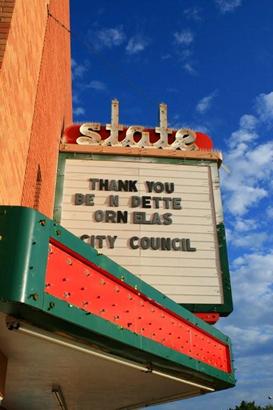 state
THANK YOU
BE N DETTE
ORN ELAS
CITY COUNCIL